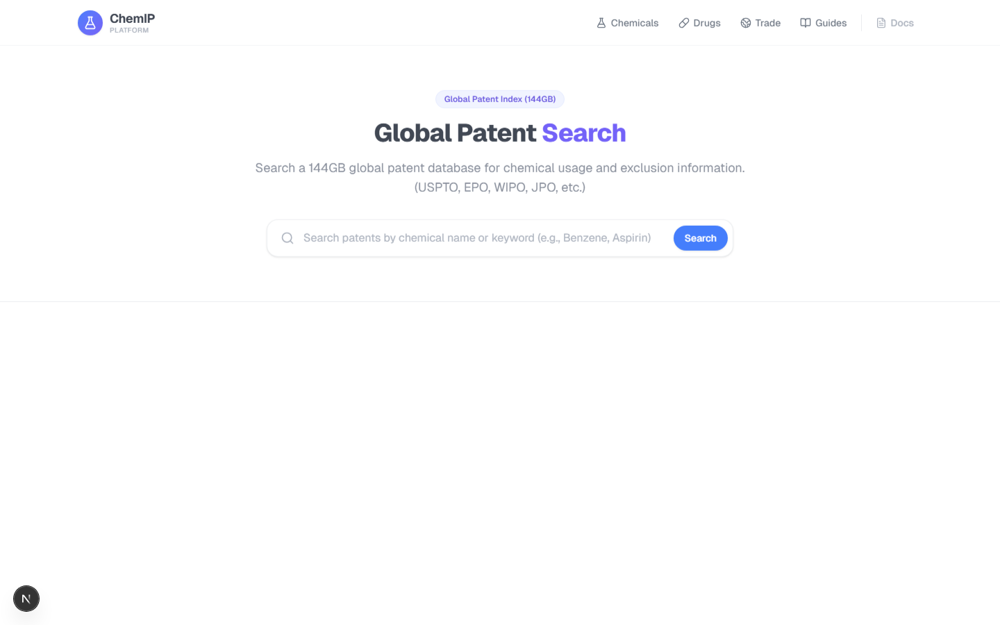 ChemIP
PLATFORM
Chemicals
Drugs
Trade
Guides
Docs
Global Patent Index (144GB)
Global Patent Search
Search a 144GB global patent database for chemical usage and exclusion information.
(USPTO, EPO, WIPO, JPO, etc.)
Search patents by chemical name or keyword (e.g., Benzene, Aspirin)
Search
N